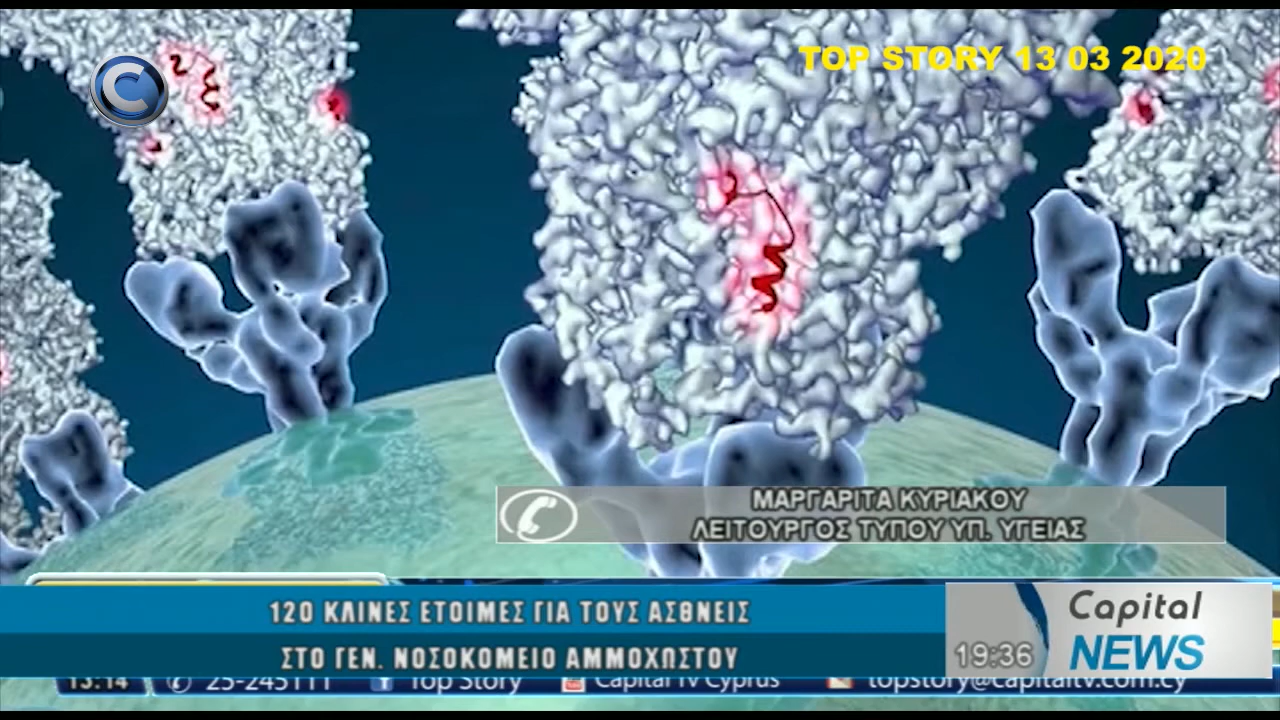 C
TOP STORY 13 03 2020
ΜΑΡΓΑΡΙΤΑ ΚΥΡΙΑΚΟΥ
ΛΕΙΤΟΥΡΓΟΣ ΤΥΠΟΥ ΥΠ. ΥΓΕΙΑΣ
120 ΚΛΙΝΕΣ ΕΤΟΙΜΕΣ ΓΙΑ ΤΟΥΣ ΑΣΘΝΕΙΣ
ΣΤΟ ΓΕΝ. ΝΟΣΟΚΟΜΕΙΟ ΑΜΜΟΧΩΣΤΟΥ
19:36
Capital
NEWS
13:14 25-245111 Top Story Capital Tv Cyprus topstory@capitaltv.com.cy